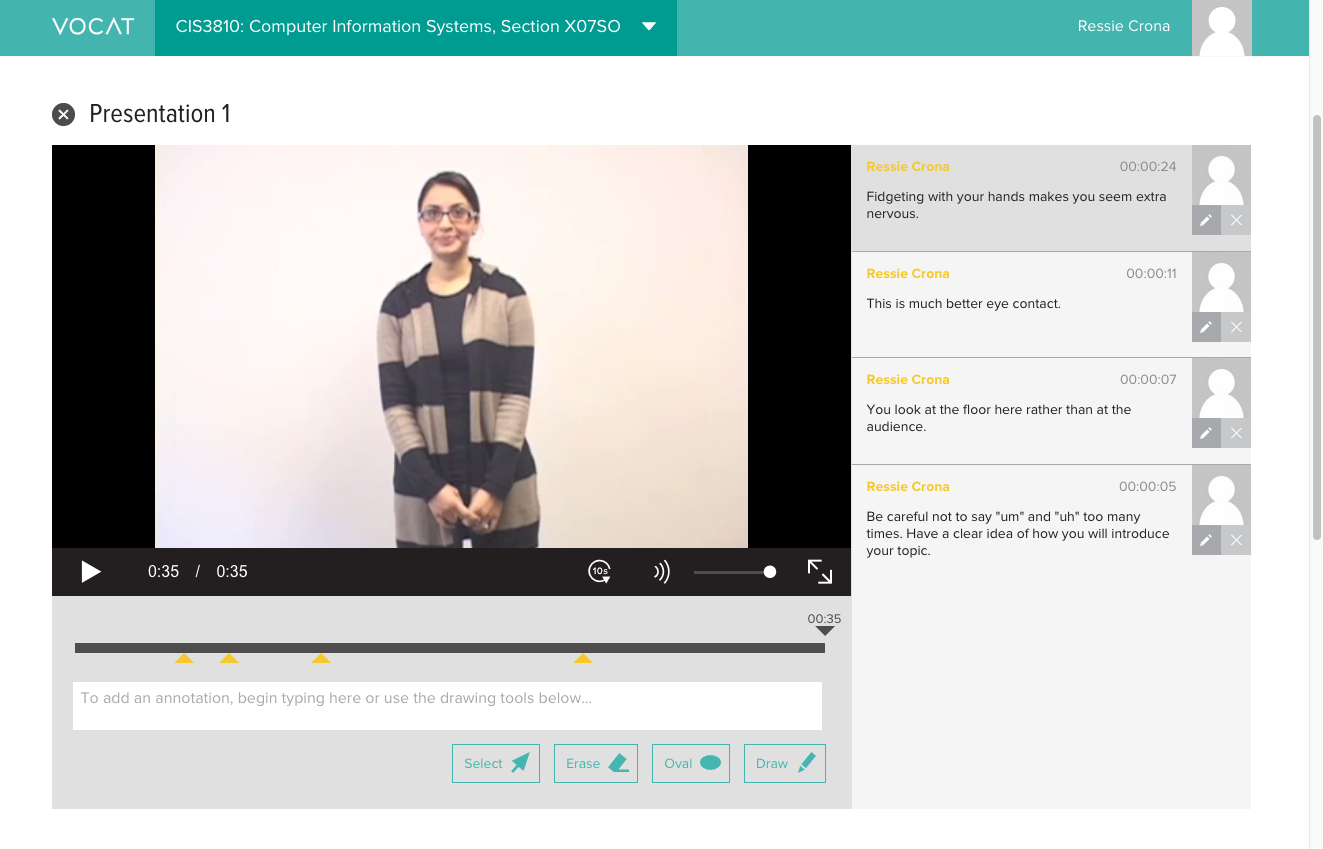 VOCAT
CIS3810: Computer Information Systems, Section X07SO
Ressie Crona
Presentation 1
Ressie Crona 00:00:24
Fidgeting with your hands makes you seem extra
nervous.
Ressie Crona 00:00:11
This is much better eye contact.
Ressie Crona 00:00:07
You look at the floor here rather than at the
audience.
Ressie Crona 00:00:05
Be careful not to say "um" and "uh" too many
times. Have a clear idea of how you will introduce
your topic.
0:35 / 0:35
10s
00:35
To add an annotation, begin typing here or use the drawing tools below...
Select
Erase
Oval
Draw